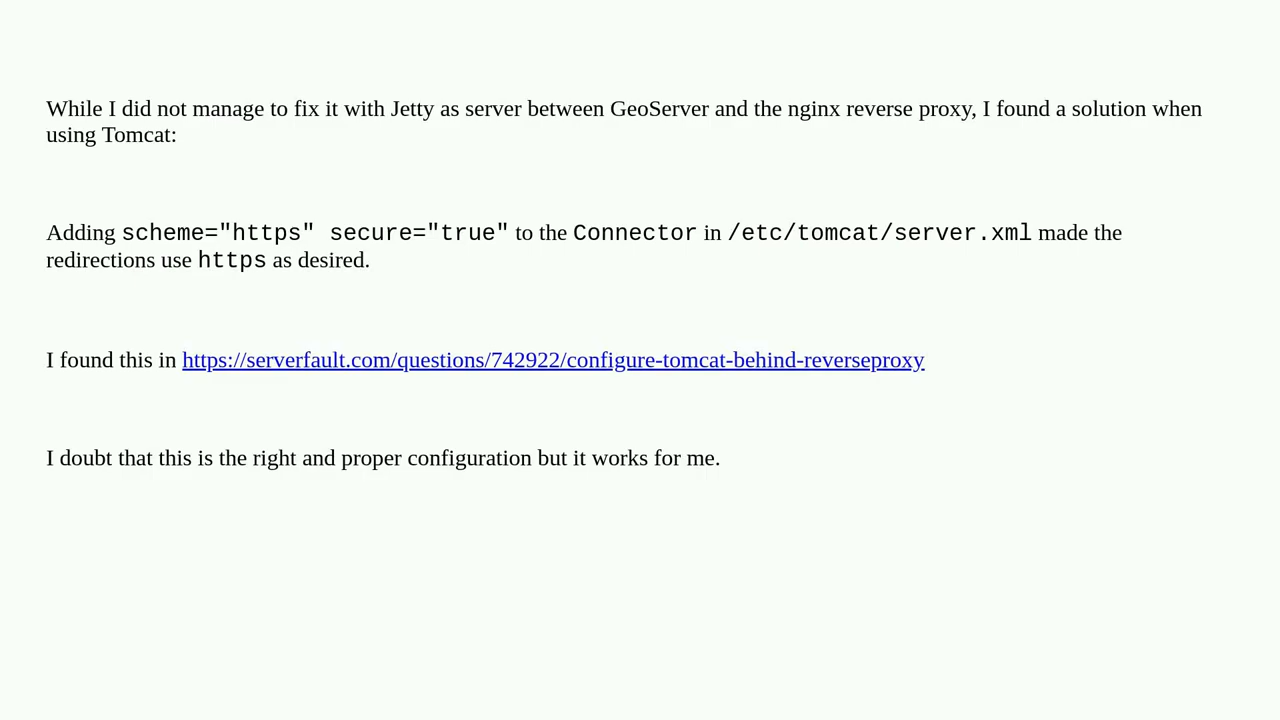 While I did not manage to fix it with Jetty as server between GeoServer and the nginx reverse proxy, I found a solution when
using Tomcat:
Adding scheme="https" secure="true" to the Connector in /etc/tomcat/server.xml made the
redirections use https as desired.
I found this in https://serverfault.com/questions/742922/configure-tomcat-behind-reverseproxy
I doubt that this is the right and proper configuration but it works for me.